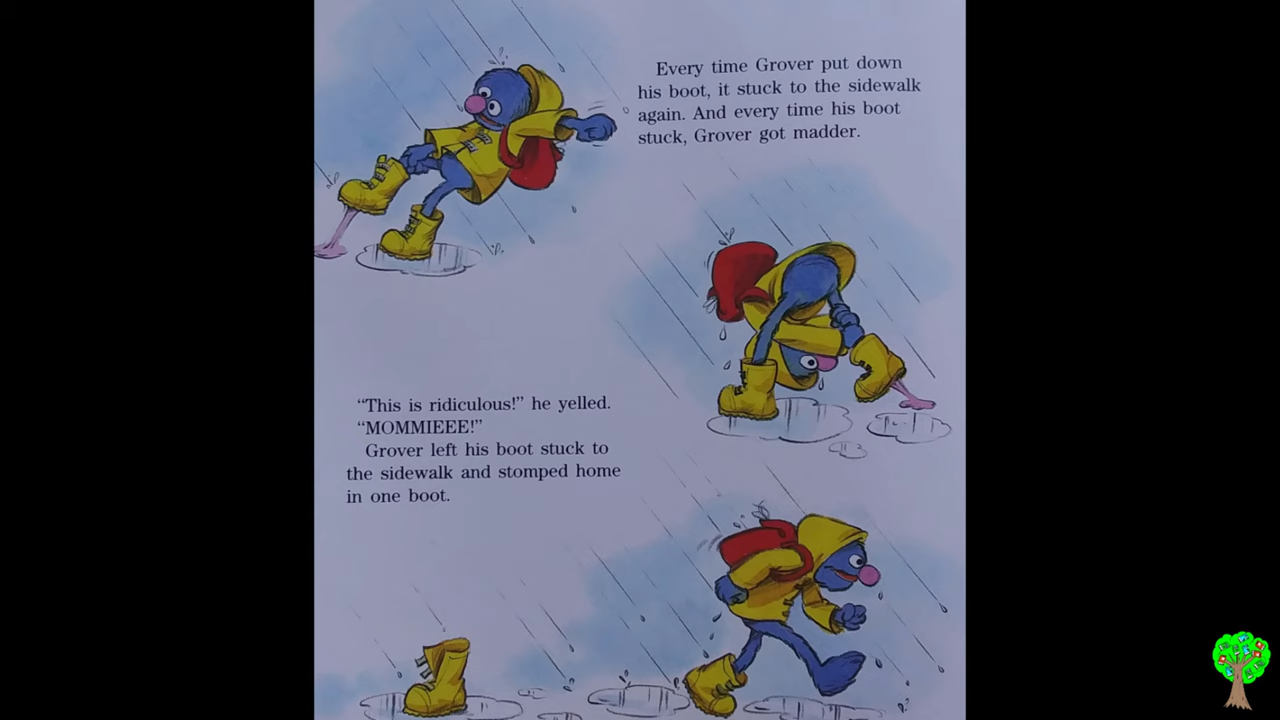 Every time Grover put down
his boot, it stuck to the sidewalk
again. And every time his boot
stuck, Grover got madder.
“This is ridiculous!” he yelled.
“MOMMIEEE!”
Grover left his boot stuck to
the sidewalk and stomped home
in one boot.